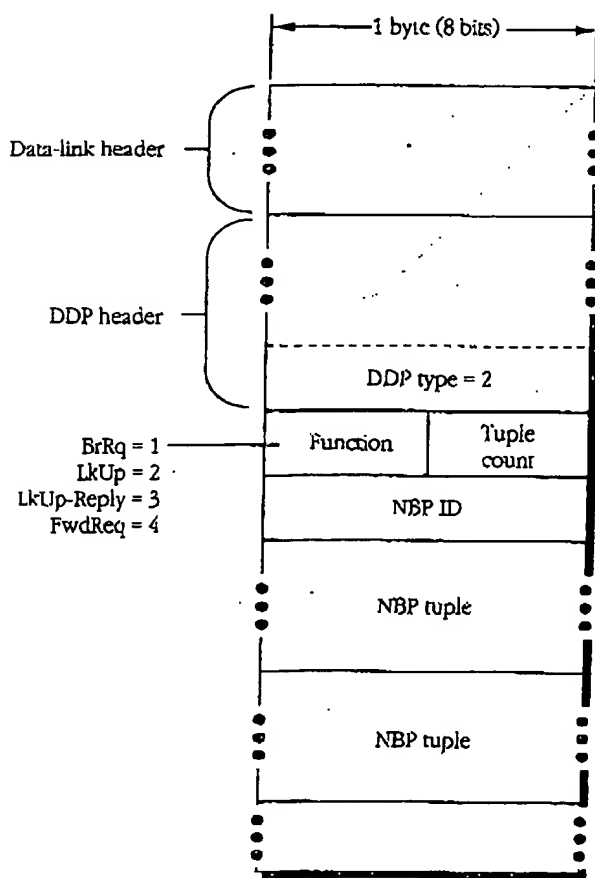 1 byte (8 bits)
Data-link header
DDP header
DDP type = 2
BrRq = 1
LkUp = 2
LkUp-Reply = 3
FwdReq = 4
Function
Tuple
count
NBP ID
NBP tuple
NBP tuple